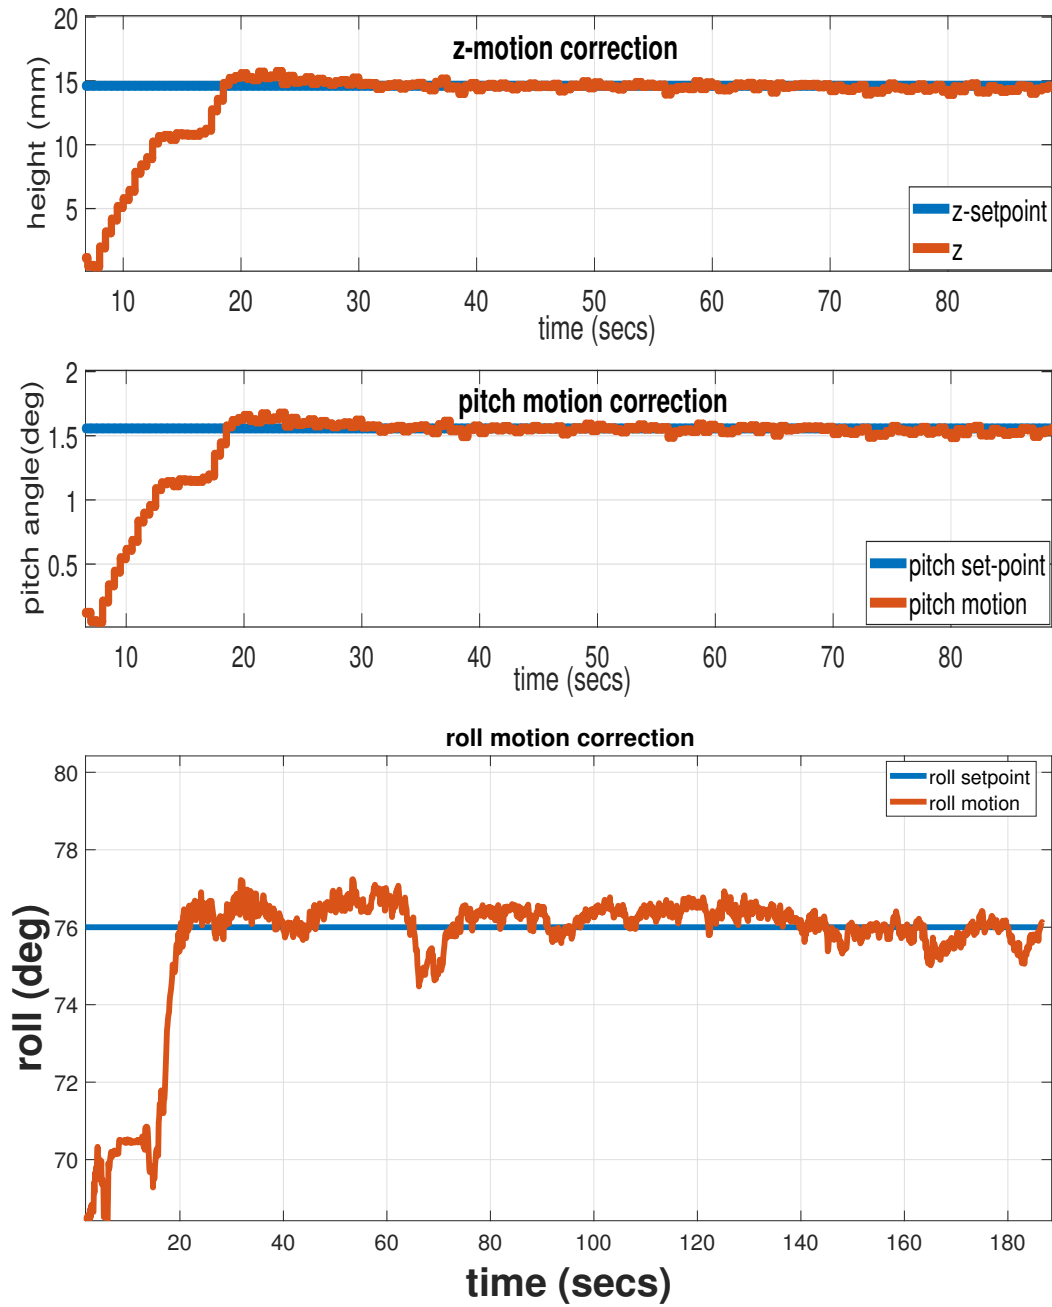 z-motion correction
20
15
10
5
height (mm)
z-setpoint
z
10 20 30 40 50 60 70 80
time (secs)
pitch motion correction
2
1.5
1
0.5
pitch angle(deg)
pitch set-point
pitch motion
10 20 30 40 50 60 70 80
time (secs)
roll motion correction
80
78
76
74
72
70
roll (deg)
roll setpoint
roll motion
20 40 60 80 100 120 140 160 180
time (secs)